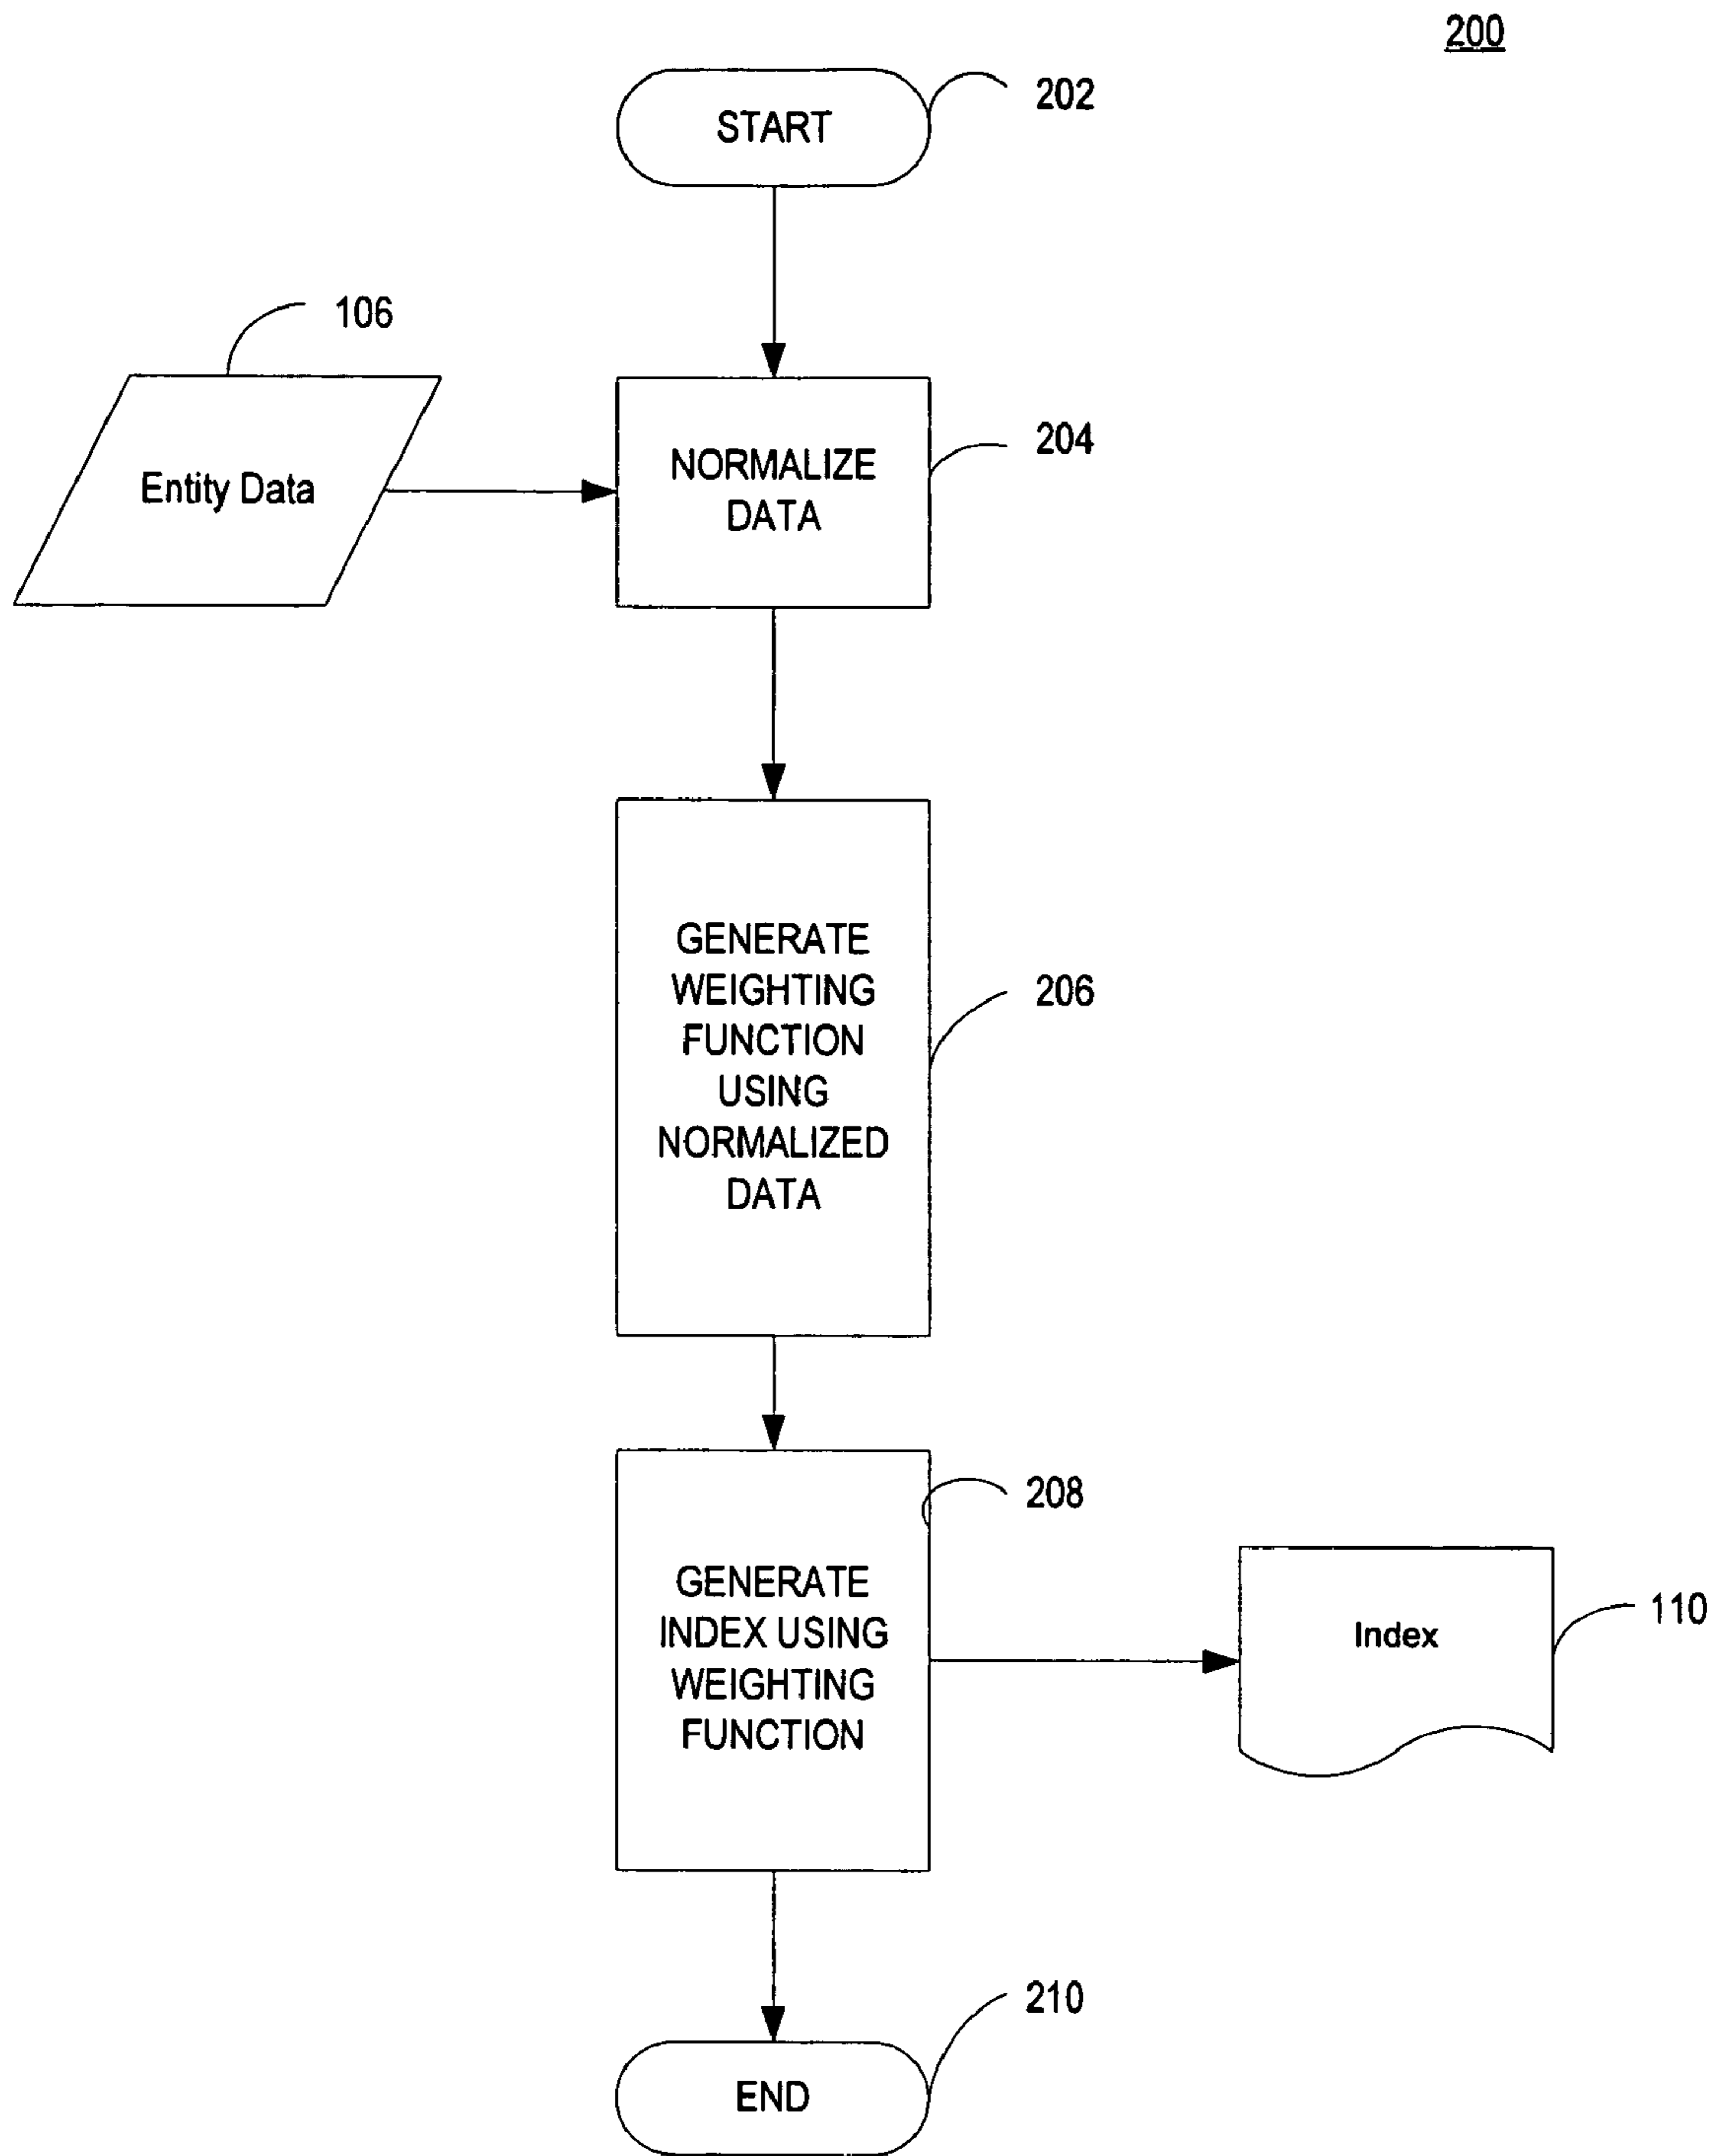 200
202
START
106
204
NORMALIZE
DATA
Entity Data
GENERATE
WEIGHTING
FUNCTION
USING
NORMALIZED
DATA
206
208
GENERATE
INDEX USING
WEIGHTING
FUNCTION
Index
110
210
END